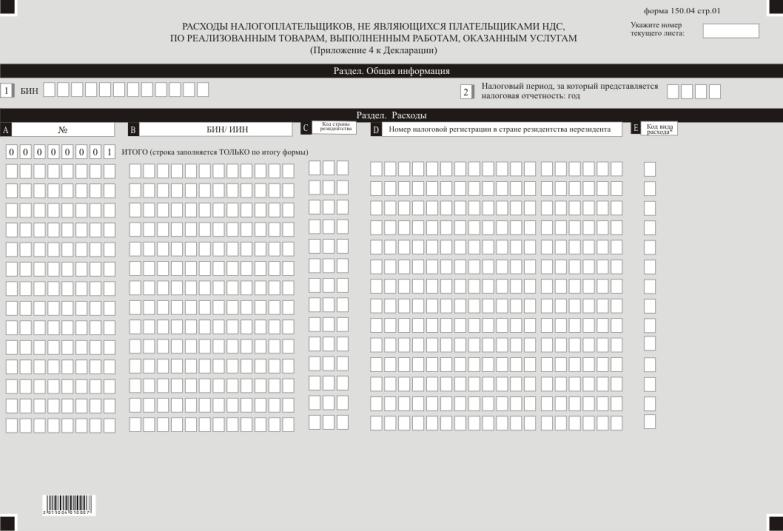 форма 150.04 стр.01
РАСХОДЫ НАЛОГОПЛАТЕЛЬЩИКОВ, НЕ ЯВЛЯЮЩИХСЯ ПЛАТЕЛЬЩИКАМИ НДС,
ПО РЕАЛИЗОВАННЫМ ТОВАРАМ, ВЫПОЛНЕННЫМ РАБОТАМ, ОКАЗАННЫМ УСЛУГАМ
(Приложение 4 к Декларации)
Укажите номер
текущего листа:
Раздел. Общая информация
1 БИН
2 Налоговый период, за который представляется
налоговая отчетность: год
Раздел. Расходы
A №
B БИН/ ИИН
C Код страны
резидентства
D Номер налоговой регистрации в стране резидентства нерезидента
E Код вида
расхода*
0 0 0 0 0 0 0 1 ИТОГО (строка заполняется ТОЛЬКО по итогу формы)